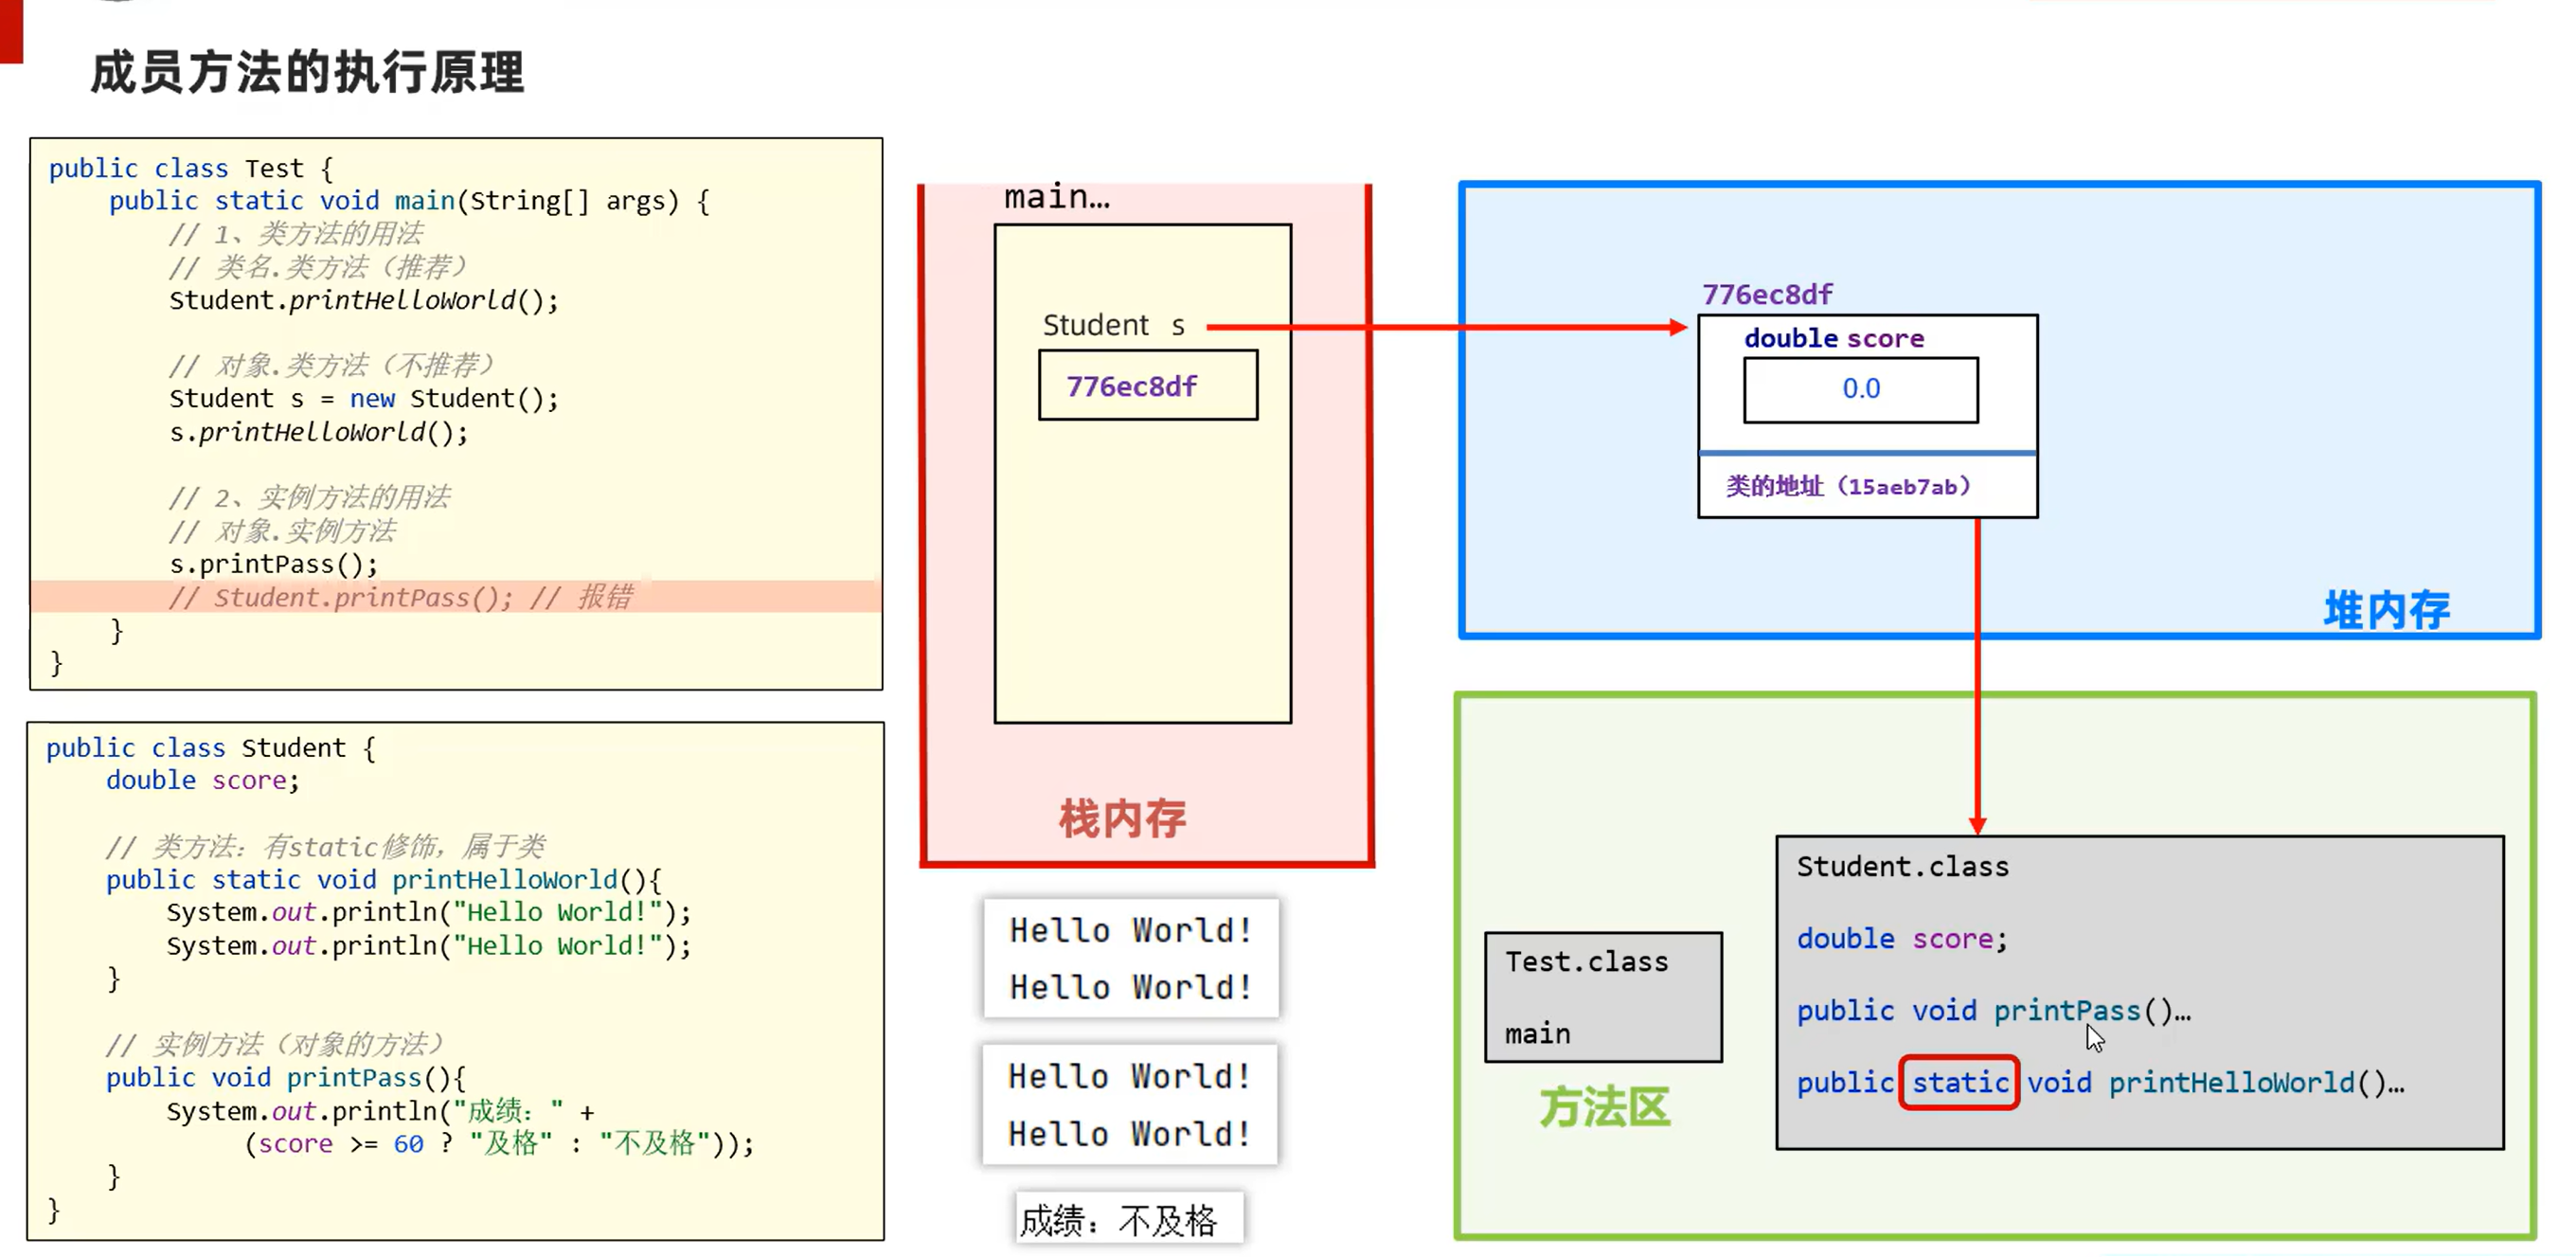 成员方法的执行原理
public class Test {
public static void main(String[] args) {
// 1、类方法的用法
// 类名.类方法（推荐）
Student.printHelloWorld();
// 对象.类方法（不推荐）
Student s = new Student();
s.printHelloWorld();
// 2、实例方法的用法
// 对象.实例方法
s.printPass();
// Student.printPass(); // 报错
}
}
public class Student {
double score;
// 类方法：有static修饰，属于类
public static void printHelloWorld(){
System.out.println("Hello World!");
System.out.println("Hello World!");
}
// 实例方法（对象的方法）
public void printPass(){
System.out.println("成绩：" +
(score >= 60 ? "及格" : "不及格"));
}
}
main…
Student s
776ec8df
栈内存
Hello World!
Hello World!
Hello World!
Hello World!
成绩：不及格
776ec8df
double score
0.0
类的地址（15aeb7ab）
堆内存
Test.class
main
方法区
Student.class
double score;
public void printPass()…
public static void printHelloWorld()…